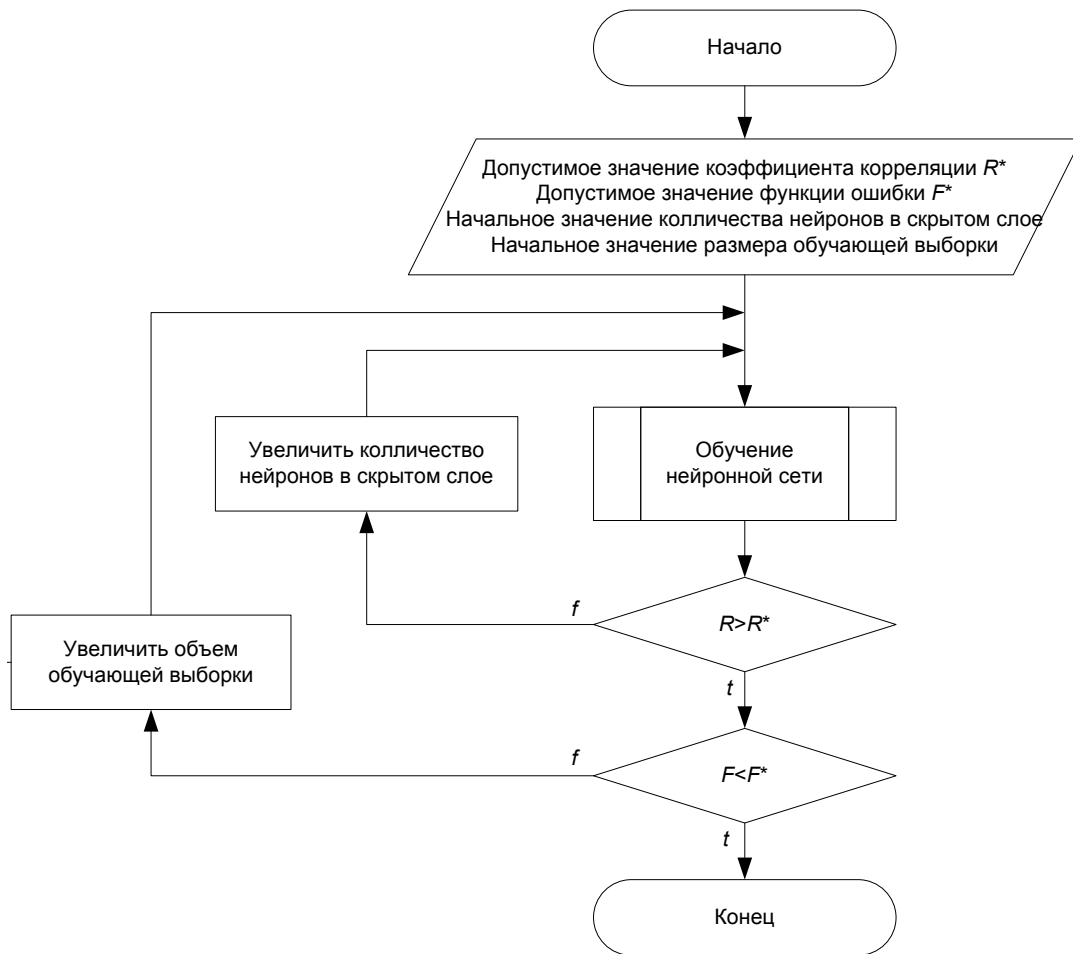 Начало
Допустимое значение коэффициента корреляции R*
Допустимое значение функции ошибки F*
Начальное значение колличества нейронов в скрытом слое
Начальное значение размера обучающей выборки
Увеличить колличество
нейронов в скрытом слое
Обучение
нейронной сети
f
R>R*
Увеличить объем
обучающей выборки
t
f
F<F*
t
Конец